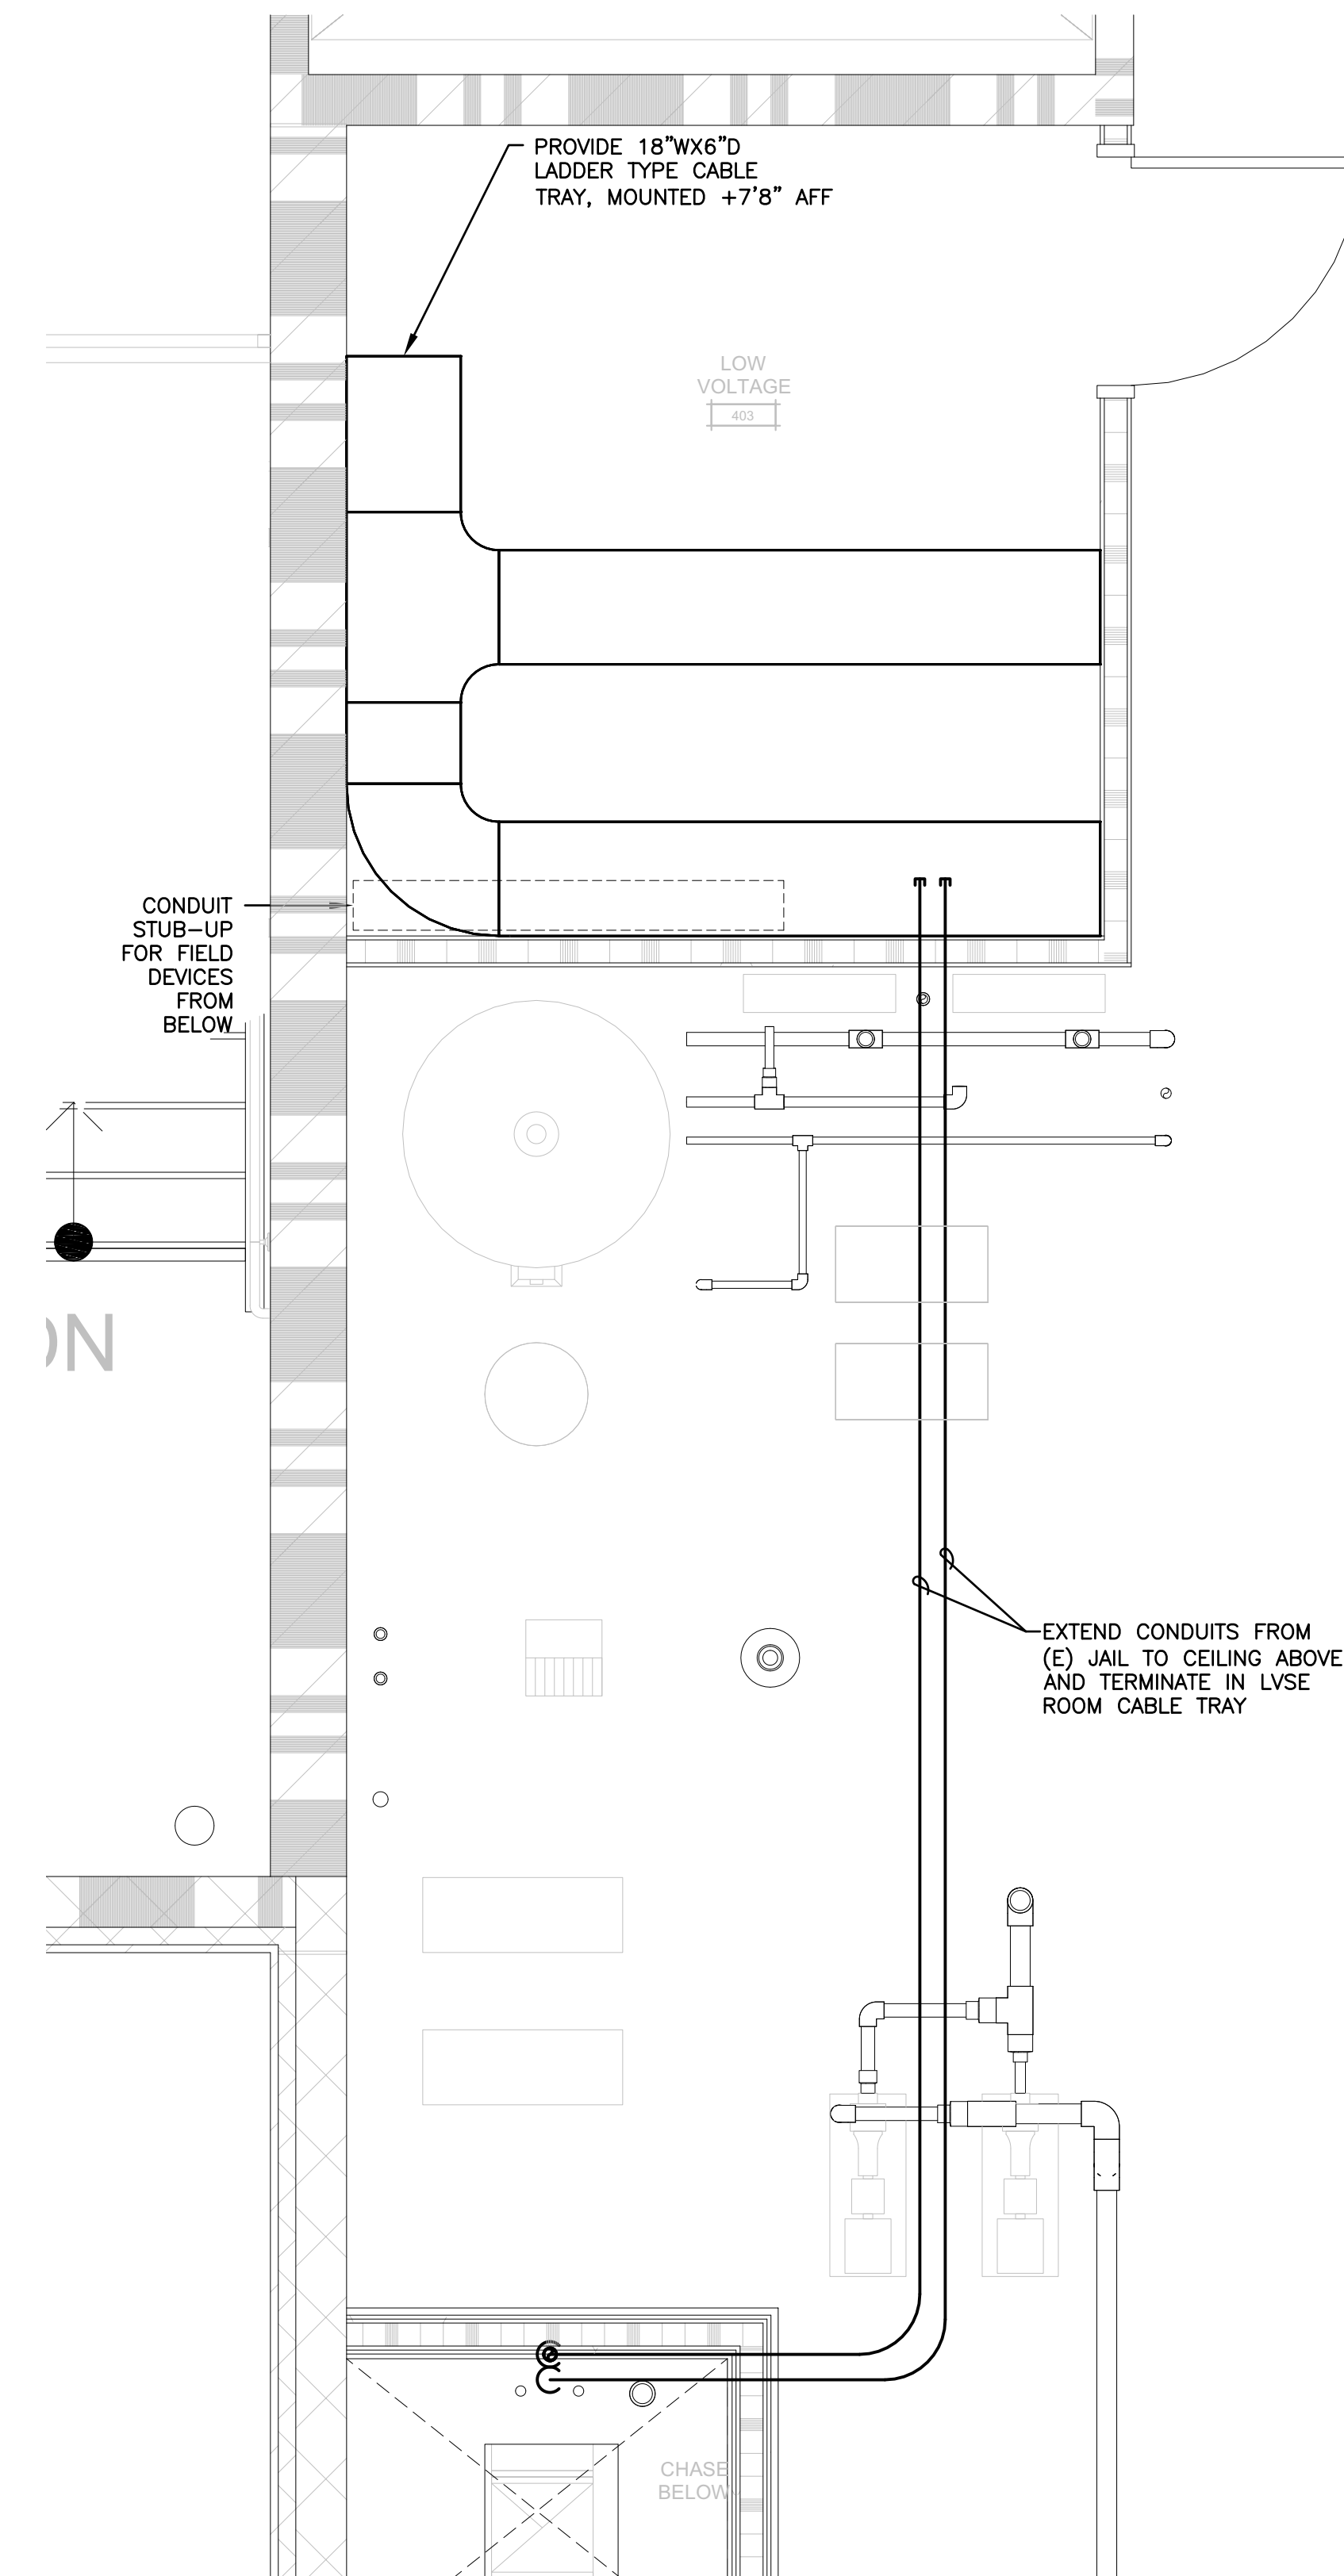 PROVIDE 18"WX6"D
LADDER TYPE CABLE
TRAY, MOUNTED +7'8" AFF
LOW
VOLTAGE
403
CONDUIT
STUB-UP
FOR FIELD
DEVICES
FROM
BELOW
ON
EXTEND CONDUITS FROM
(E) JAIL TO CEILING ABOVE
AND TERMINATE IN LVSE
ROOM CABLE TRAY
CHASE
BELOW